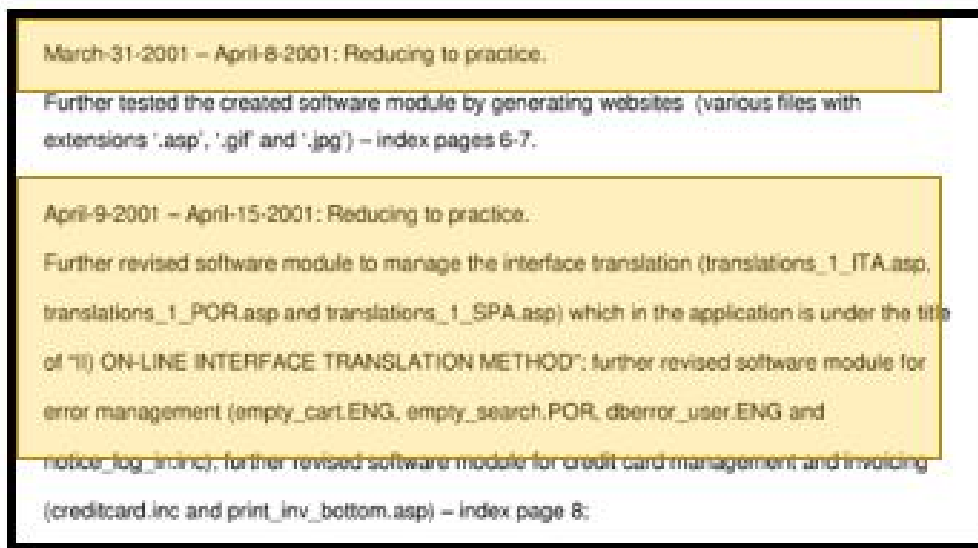 March-31-2001 – April-8-2001: Reducing to practice.
Further tested the created software module by generating websites (various files with
extensions '.asp', '.gif' and '.jpg') – index pages 6-7.
April-9-2001 – April-15-2001: Reducing to practice.
Further revised software module to manage the interface translation (translations_1_ITA.asp,
translations_1_POR.asp and translations_1_SPA.asp) which in the application is under the title
of "II) ON-LINE INTERFACE TRANSLATION METHOD"; further revised software module for
error management (empty_cart.ENG, empty_search.POR, dberror_user.ENG and
notice_log_in.inc); further revised software module for credit card management and invoicing
(creditcard.inc and print_inv_bottom.asp) – index page 8;